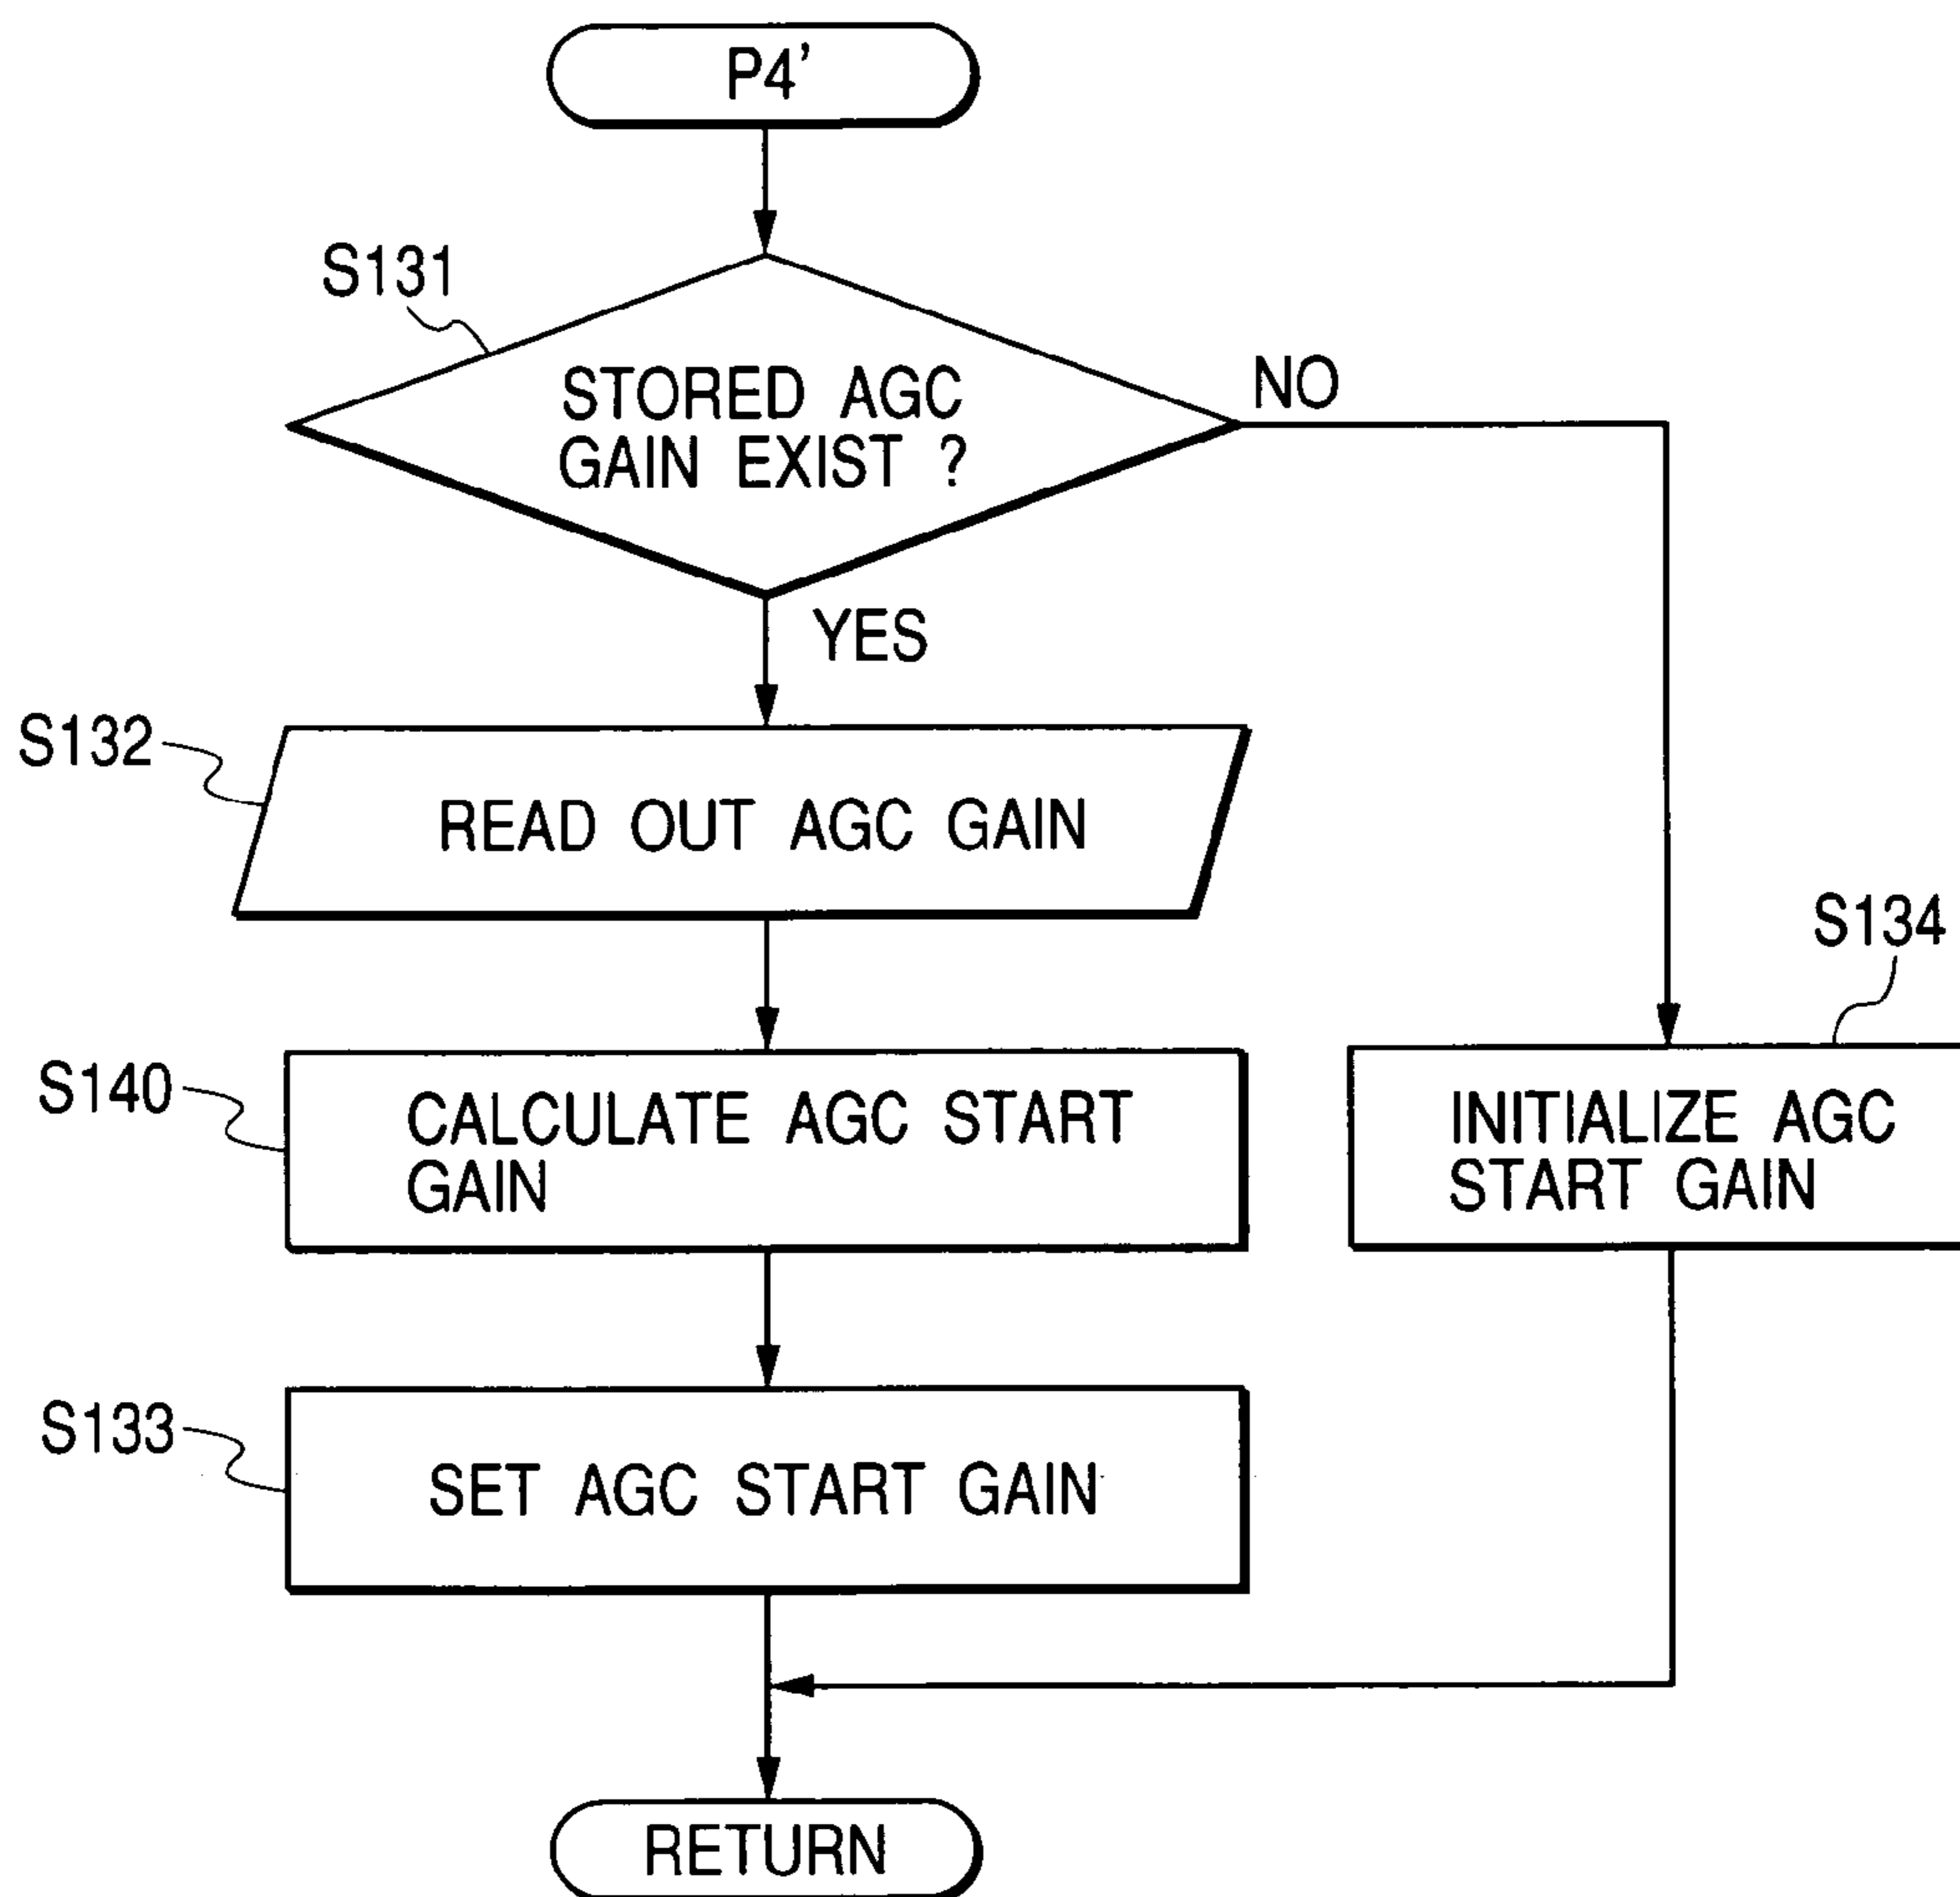 P4'
S131
STORED AGC
GAIN EXIST ?
NO
YES
S132
READ OUT AGC GAIN
S134
S140
CALCULATE AGC START
GAIN
INITIALIZE AGC
START GAIN
S133
SET AGC START GAIN
RETURN